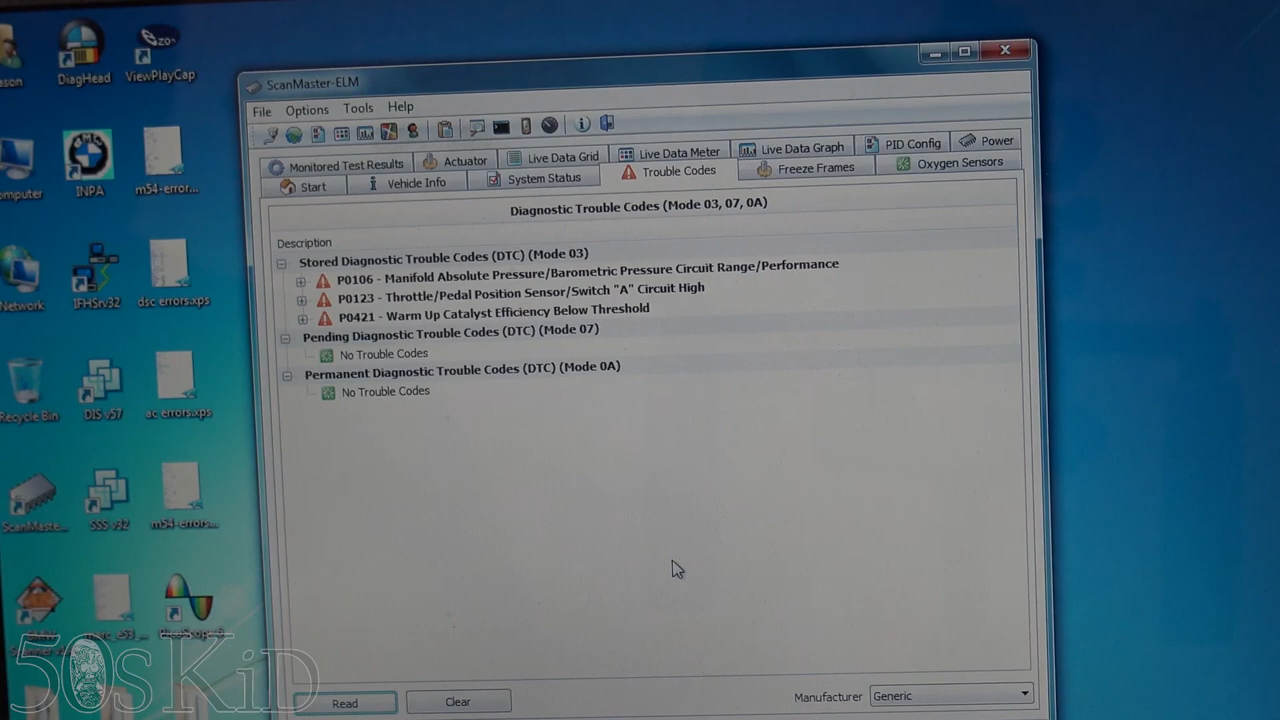 DiagHead
ViewPlayCap
INPA
m54-error...
IFHSrv32
dsc errors.xps
Recycle Bin
DIS v57
ac errors.xps
ScanMaste...
SSS v32
m54-errors...
ScanMaster-ELM
File Options Tools Help
Monitored Test Results Actuator Live Data Grid Live Data Meter Live Data Graph PID Config Power
Start Vehicle Info System Status Trouble Codes Freeze Frames Oxygen Sensors
Diagnostic Trouble Codes (Mode 03, 07, 0A)
Description
Stored Diagnostic Trouble Codes (DTC) (Mode 03)
P0106 - Manifold Absolute Pressure/Barometric Pressure Circuit Range/Performance
P0123 - Throttle/Pedal Position Sensor/Switch "A" Circuit High
P0421 - Warm Up Catalyst Efficiency Below Threshold
Pending Diagnostic Trouble Codes (DTC) (Mode 07)
No Trouble Codes
Permanent Diagnostic Trouble Codes (DTC) (Mode 0A)
No Trouble Codes
Read Clear Manufacturer Generic
50sKiD